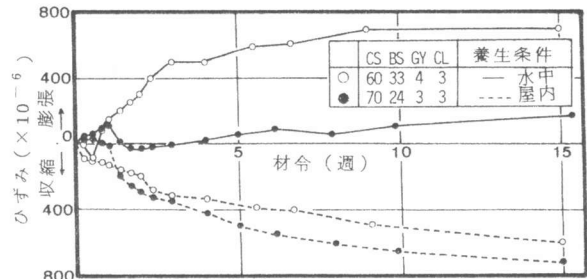 800
400
0
400
800
ひずみ(×10⁻⁶)
収縮 膨張
CS BS GY CL 養生条件
○ 60 33 4 3 — 水中
● 70 24 3 3 ---- 屋内
5 10 15
材令(週)